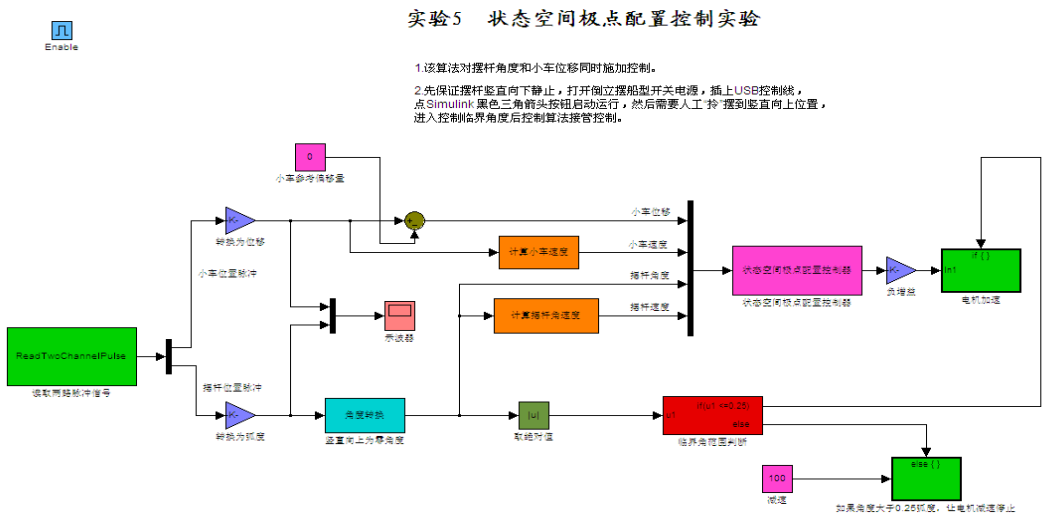 实验5 状态空间极点配置控制实验
Enable
1.该算法对摆杆角度和小车位移同时施加控制。
2.先保证摆杆竖直向下静止，打开倒立摆船型开关电源，插上USB控制线，
点Simulink 黑色三角箭头按钮启动运行，然后需要人工“拎”摆到竖直向上位置，
进入控制临界角度后控制算法接管控制。
0
小车参考偏移量
-K-
转换为位移
小车位置脉冲
计算小车速度
计算摆杆角速度
小车位移
小车速度
摆杆角度
摆杆速度
状态空间极点配置控制器
状态空间极点配置控制器
-K-
负增益
if { }
In1
电机加速
示波器
ReadTwoChannelPulse
读取两路脉冲信号
摆杆位置脉冲
-K-
转换为弧度
角度转换
竖直向上为零角度
|u|
取绝对值
u1
if(u1 <=0.25)
else
临界角范围判断
100
减速
else { }
如果角度大于0.25弧度，让电机减速停止